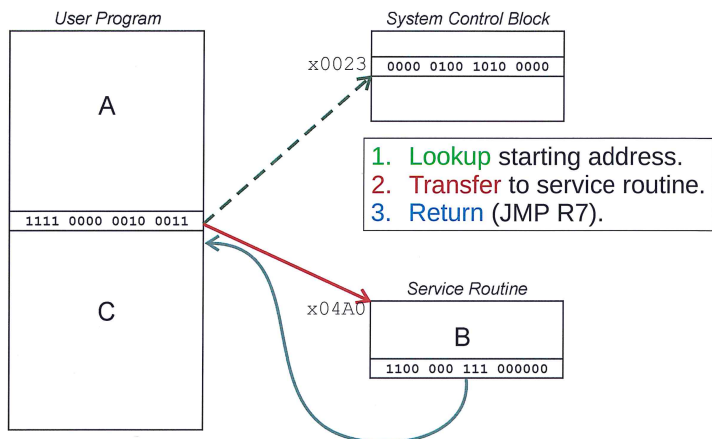 User Program
System Control Block
x0023
0000 0100 1010 0000
A
1. Lookup starting address.
2. Transfer to service routine.
3. Return (JMP R7).
1111 0000 0010 0011
C
Service Routine
x04A0
B
1100 000 111 000000